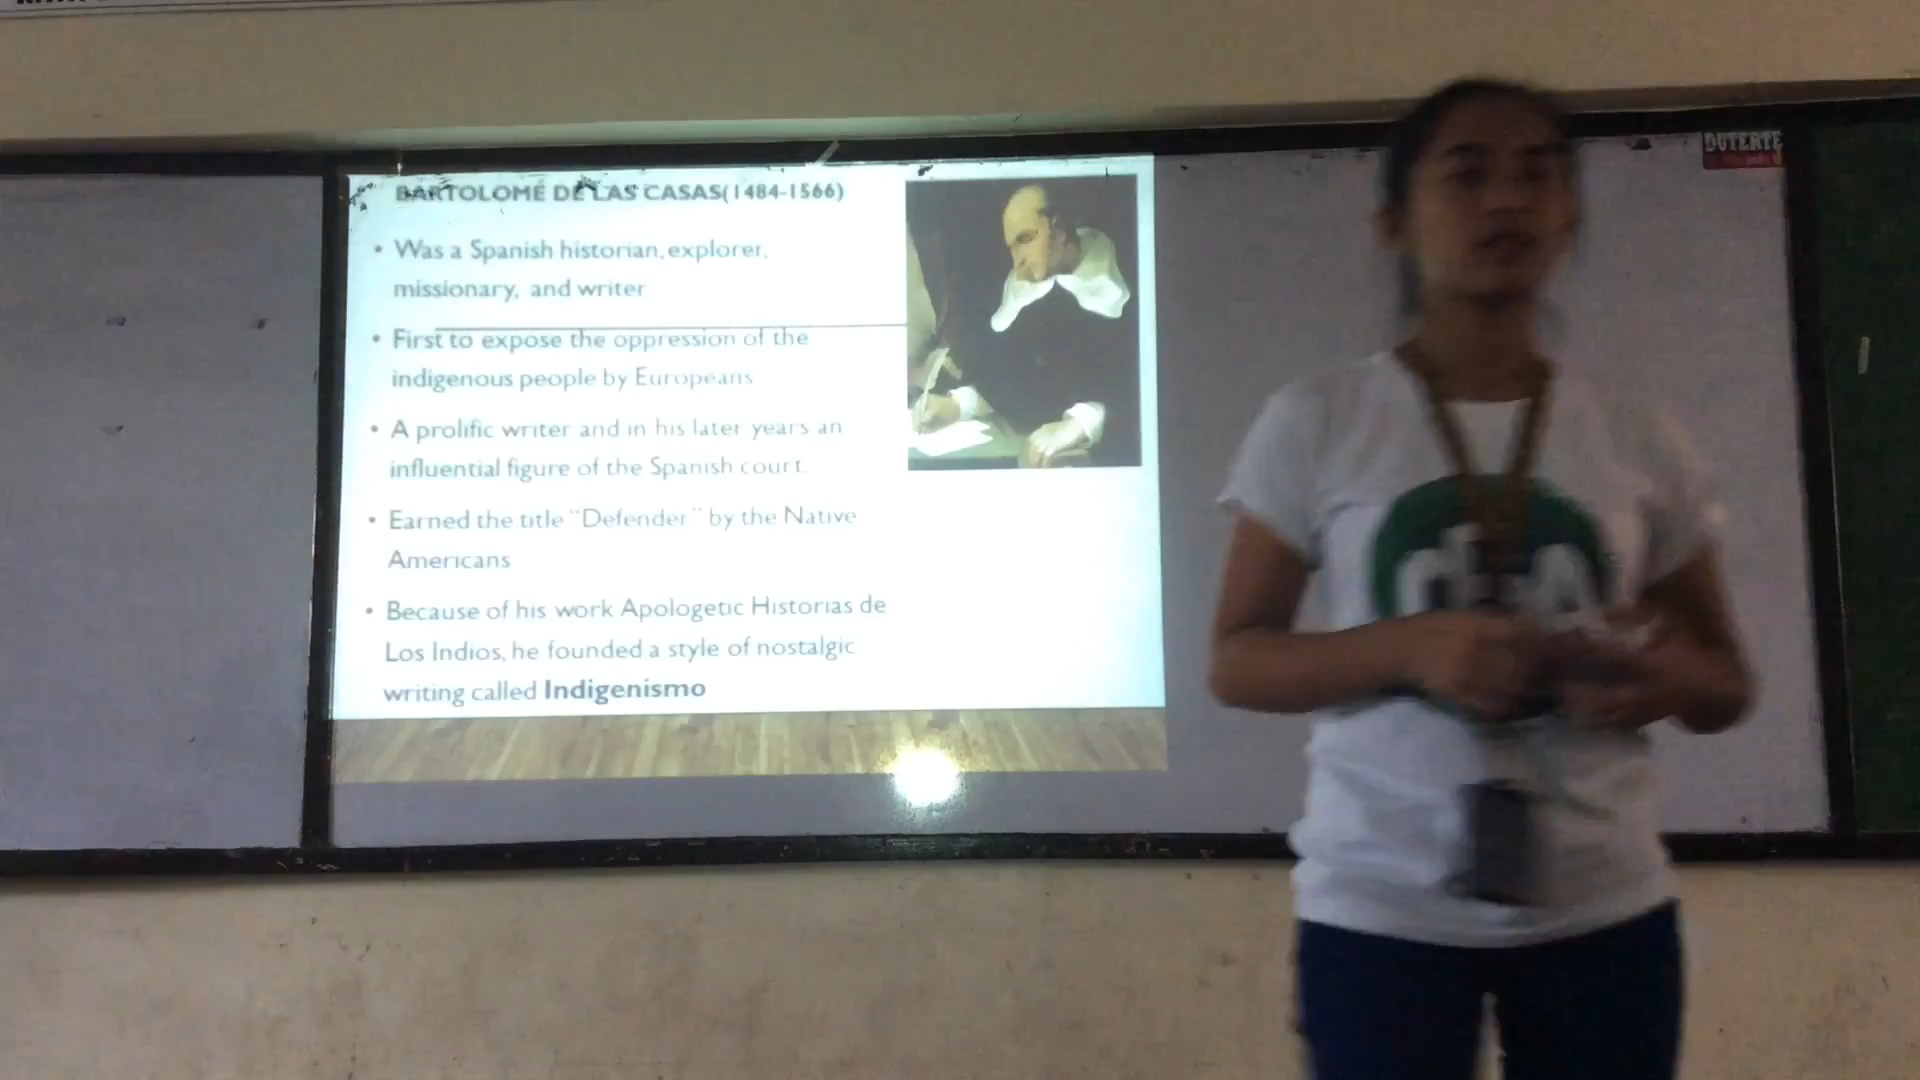 BARTOLOMÉ DE LAS CASAS(1484-1566)
• Was a Spanish historian, explorer,
missionary, and writer
• First to expose the oppression of the
indigenous people by Europeans
• A prolific writer and in his later years an
influential figure of the Spanish court.
• Earned the title "Defender" by the Native
Americans
• Because of his work Apologetic Historias de
Los Indios, he founded a style of nostalgic
writing called Indigenismo
DUTERTE